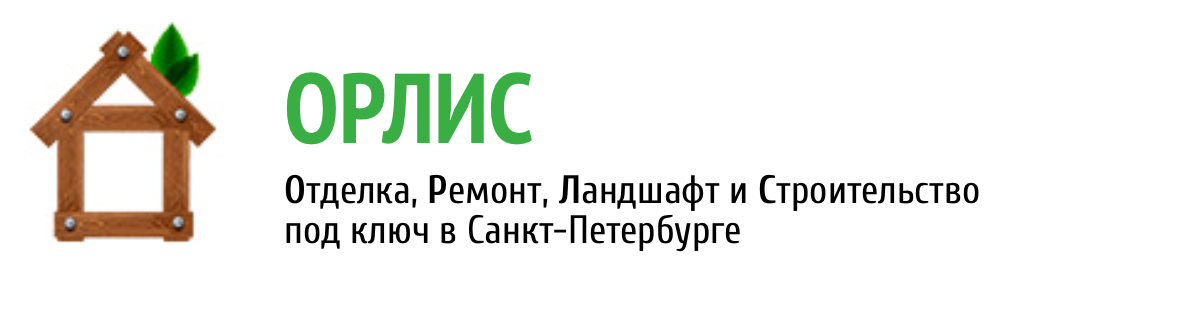 ОРЛИС
Отделка, Ремонт, Ландшафт и Строительство
под ключ в Санкт-Петербурге